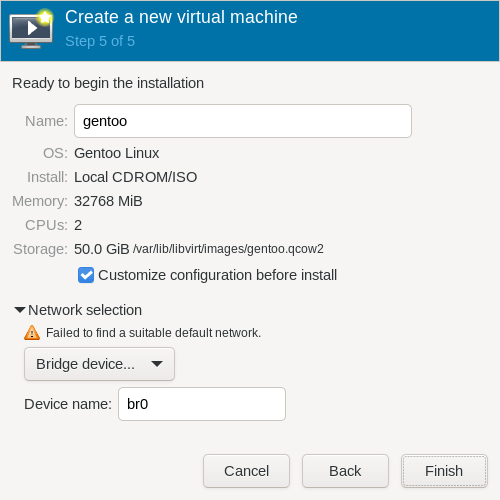 Create a new virtual machine
Step 5 of 5
Ready to begin the installation
Name: gentoo
OS: Gentoo Linux
Install: Local CDROM/ISO
Memory: 32768 MiB
CPUs: 2
Storage: 50.0 GiB /var/lib/libvirt/images/gentoo.qcow2
Customize configuration before install
Network selection
Failed to find a suitable default network.
Bridge device...
Device name: br0
Cancel Back Finish